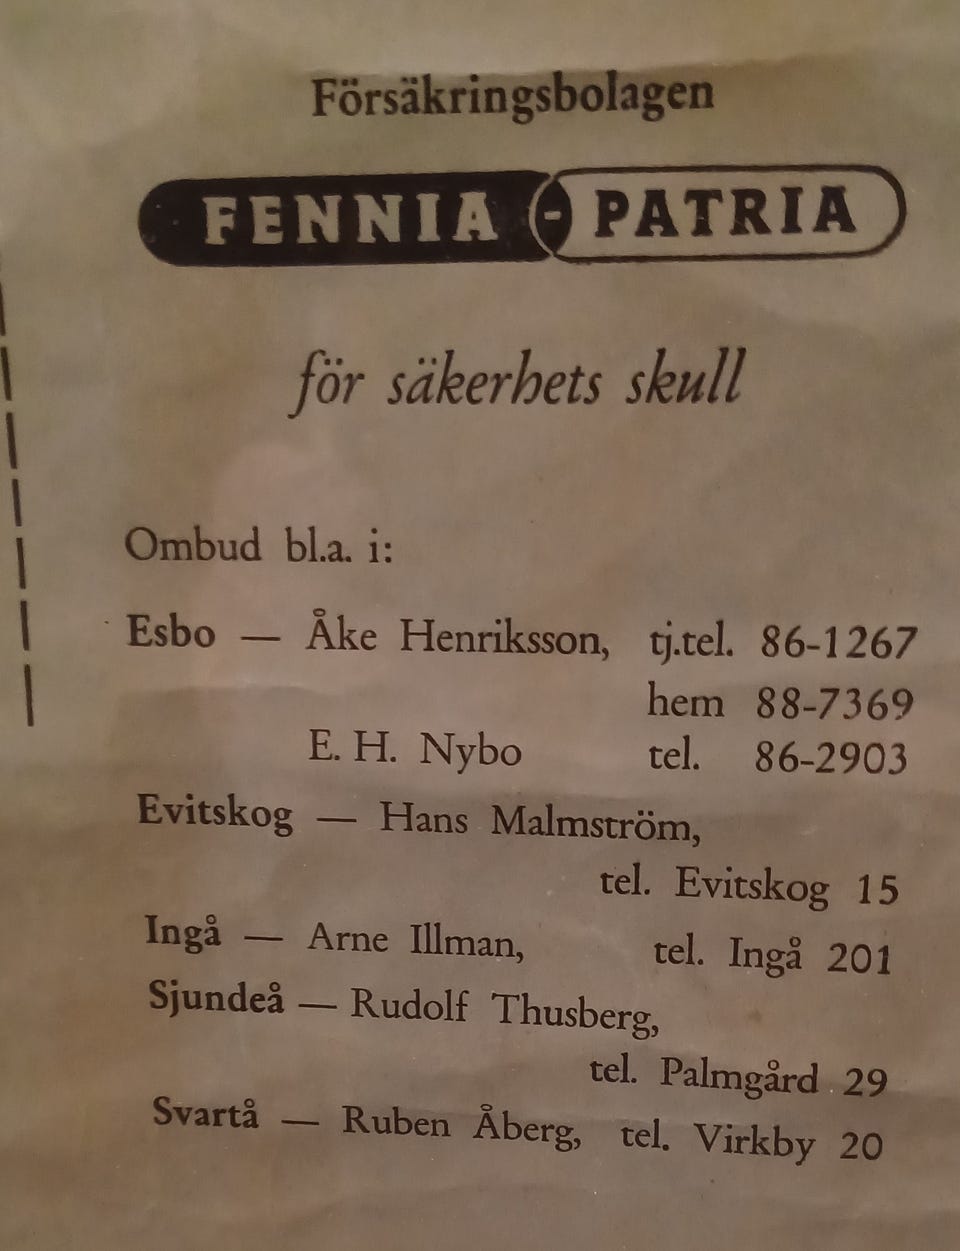 Försäkringsbolagen
FENNIA - PATRIA
för säkerhets skull
Ombud bl.a. i:
Esbo — Åke Henriksson, tj.tel. 86-1267
hem 88-7369
E. H. Nybo tel. 86-2903
Evitskog — Hans Malmström,
tel. Evitskog 15
Ingå — Arne Illman, tel. Ingå 201
Sjundeå — Rudolf Thusberg,
tel. Palmgård 29
Svartå — Ruben Åberg, tel. Virkby 20